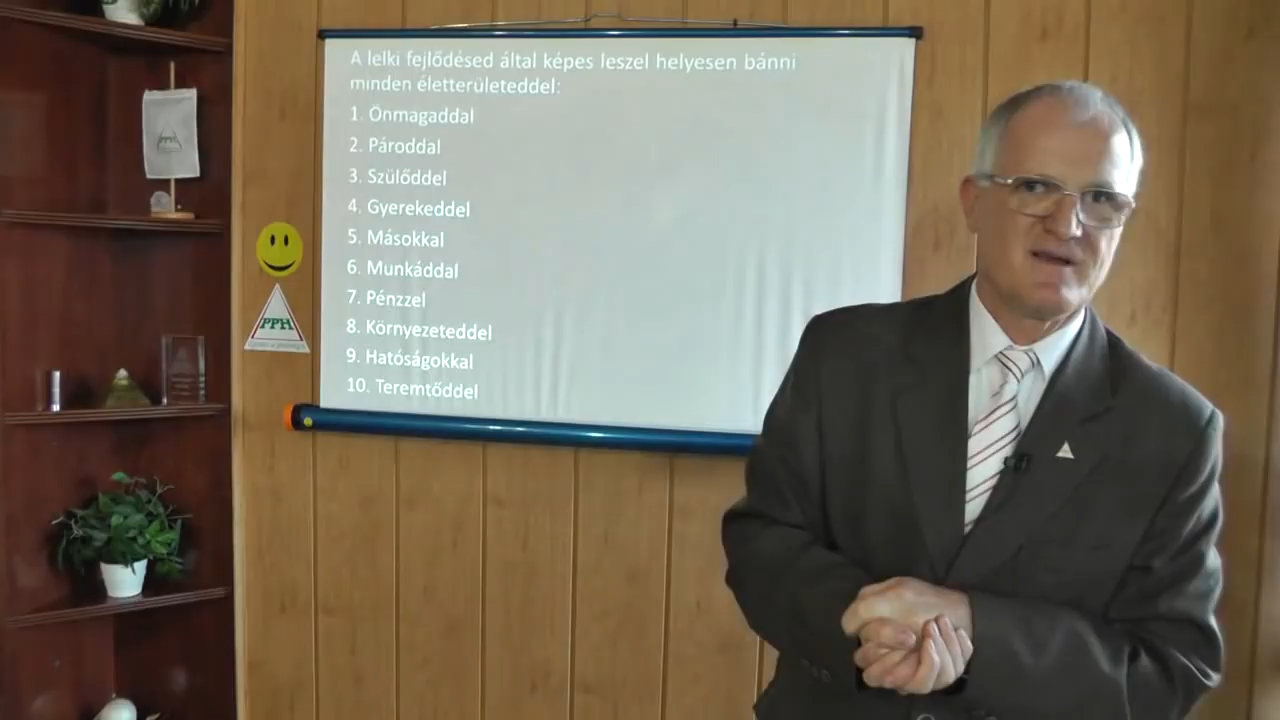 A lelki fejlődésed által képes leszel helyesen bánni
minden életterületeddel:
1. Önmagaddal
2. Pároddal
3. Szülőddel
4. Gyerekeddel
5. Másokkal
6. Munkáddal
7. Pénzzel
8. Környezeteddel
9. Hatóságokkal
10. Teremtőddel
PPH
PPH